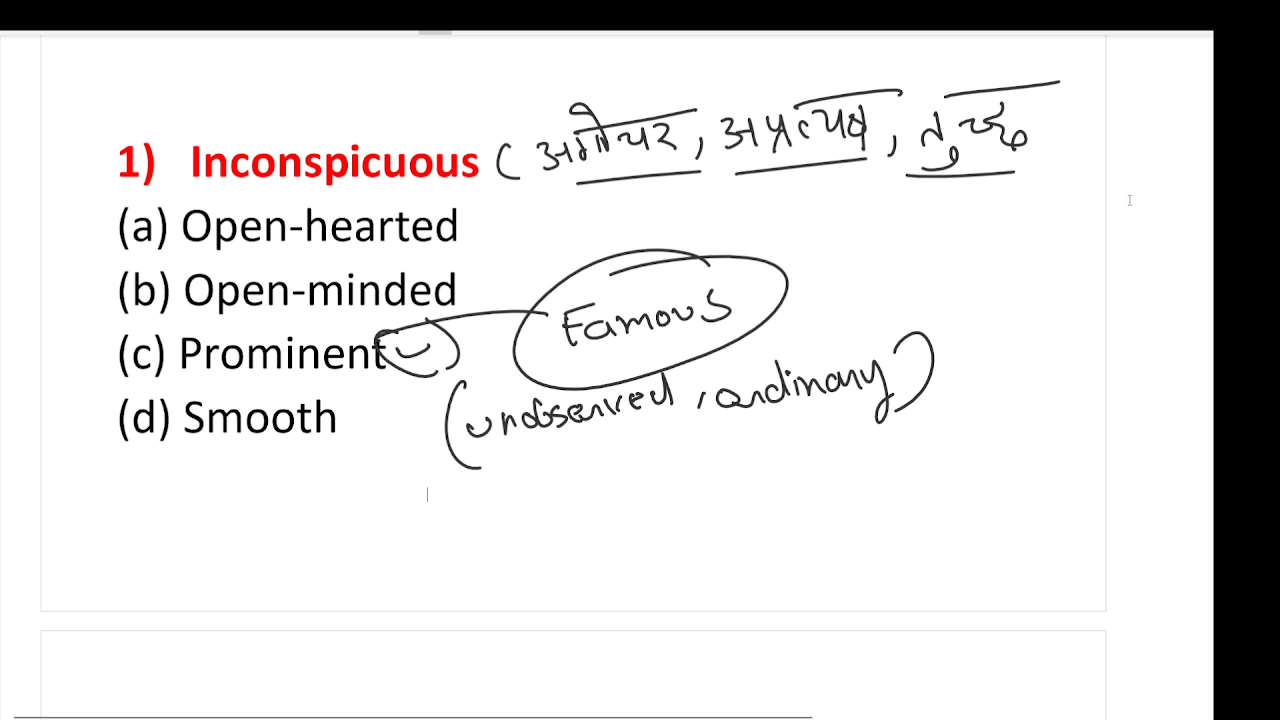 1) Inconspicuous (अगोचर, अप्रत्यक्ष, तुच्छ
(a) Open-hearted
(b) Open-minded
Famous
(c) Prominent
(unobserved, ordinary)
(d) Smooth